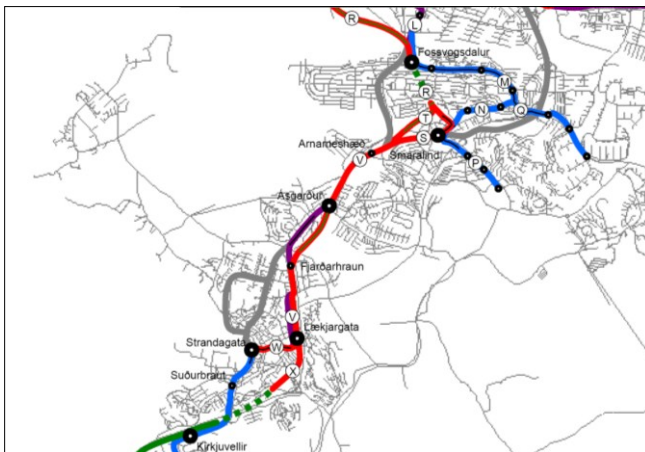 R
L
Fossvogsdalur
M
R
N
Q
T
S
Arnarneshæð
Smáralind
V
P
Ásgarður
Fjarðarhraun
V
Lækjargata
Strandagata
W
Suðurbraut
X
Kirkjuvellir